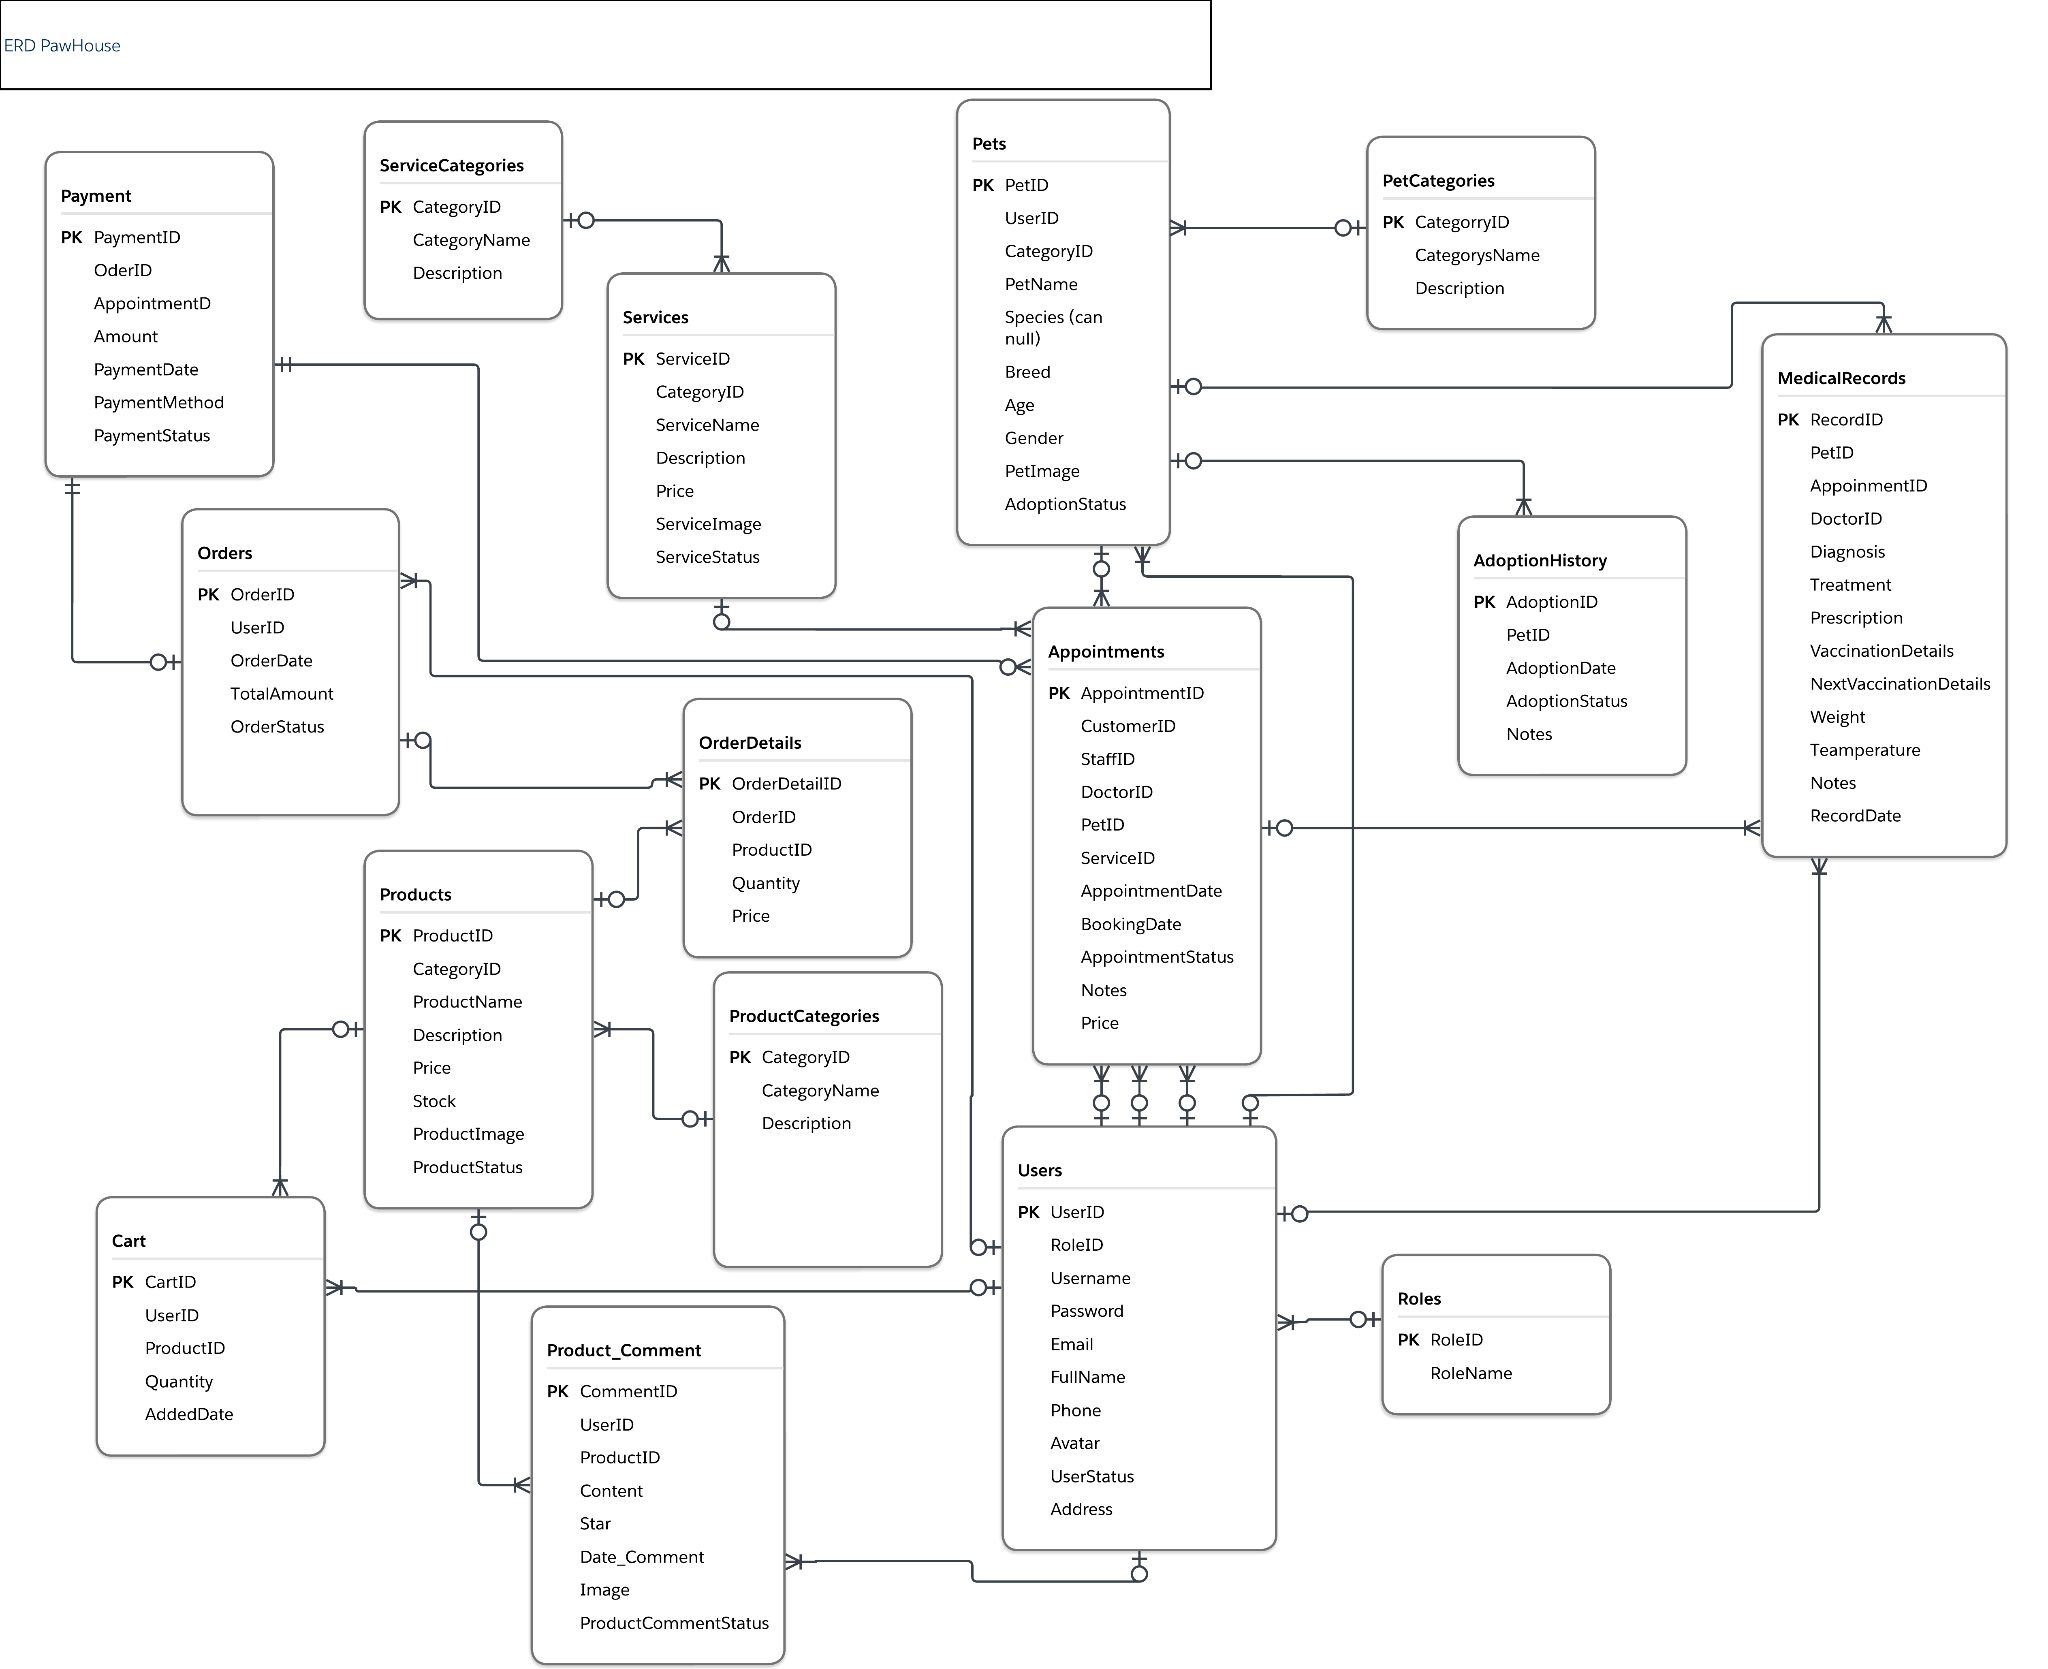 ERD PawHouse
Payment
PK PaymentID
OderID
AppointmentD
Amount
PaymentDate
PaymentMethod
PaymentStatus
ServiceCategories
PK CategoryID
CategoryName
Description
Services
PK ServiceID
CategoryID
ServiceName
Description
Price
ServiceImage
ServiceStatus
Pets
PK PetID
UserID
CategoryID
PetName
Species (can
null)
Breed
Age
Gender
PetImage
AdoptionStatus
PetCategories
PK CategorryID
CategorysName
Description
MedicalRecords
PK RecordID
PetID
AppoinmentID
DoctorID
Diagnosis
Treatment
Prescription
VaccinationDetails
NextVaccinationDetails
Weight
Teamperature
Notes
RecordDate
Orders
PK OrderID
UserID
OrderDate
TotalAmount
OrderStatus
AdoptionHistory
PK AdoptionID
PetID
AdoptionDate
AdoptionStatus
Notes
Appointments
PK AppointmentID
CustomerID
StaffID
DoctorID
PetID
ServiceID
AppointmentDate
BookingDate
AppointmentStatus
Notes
Price
OrderDetails
PK OrderDetailID
OrderID
ProductID
Quantity
Price
Products
PK ProductID
CategoryID
ProductName
Description
Price
Stock
ProductImage
ProductStatus
ProductCategories
PK CategoryID
CategoryName
Description
Users
PK UserID
RoleID
Username
Password
Email
FullName
Phone
Avatar
UserStatus
Address
Cart
PK CartID
UserID
ProductID
Quantity
AddedDate
Roles
PK RoleID
RoleName
Product_Comment
PK CommentID
UserID
ProductID
Content
Star
Date_Comment
Image
ProductCommentStatus